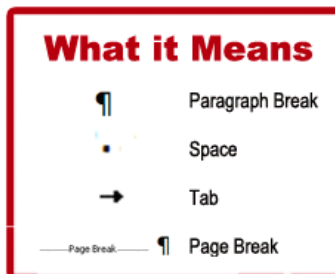 What it Means
¶ Paragraph Break
· Space
→ Tab
Page Break ¶ Page Break